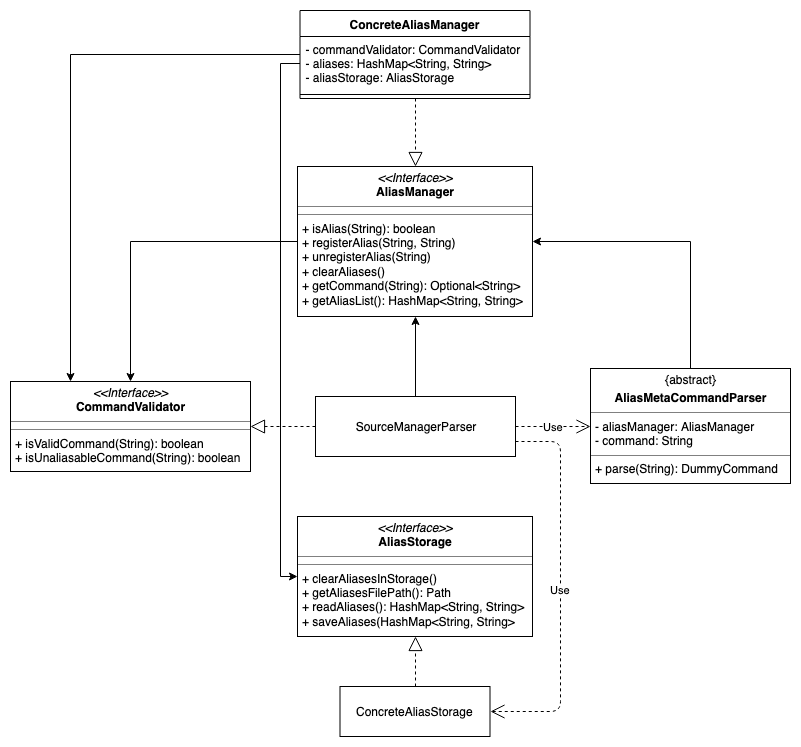 ConcreteAliasManager
- commandValidator: CommandValidator
- aliases: HashMap<String, String>
- aliasStorage: AliasStorage
<<Interface>>
AliasManager
+ isAlias(String): boolean
+ registerAlias(String, String)
+ unregisterAlias(String)
+ clearAliases()
+ getCommand(String): Optional<String>
+ getAliasList(): HashMap<String, String>
<<Interface>>
CommandValidator
+ isValidCommand(String): boolean
+ isUnaliasableCommand(String): boolean
SourceManagerParser
Use
{abstract}
AliasMetaCommandParser
- aliasManager: AliasManager
- command: String
+ parse(String): DummyCommand
<<Interface>>
AliasStorage
+ clearAliasesInStorage()
+ getAliasesFilePath(): Path
+ readAliases(): HashMap<String, String>
+ saveAliases(HashMap<String, String>
Use
ConcreteAliasStorage